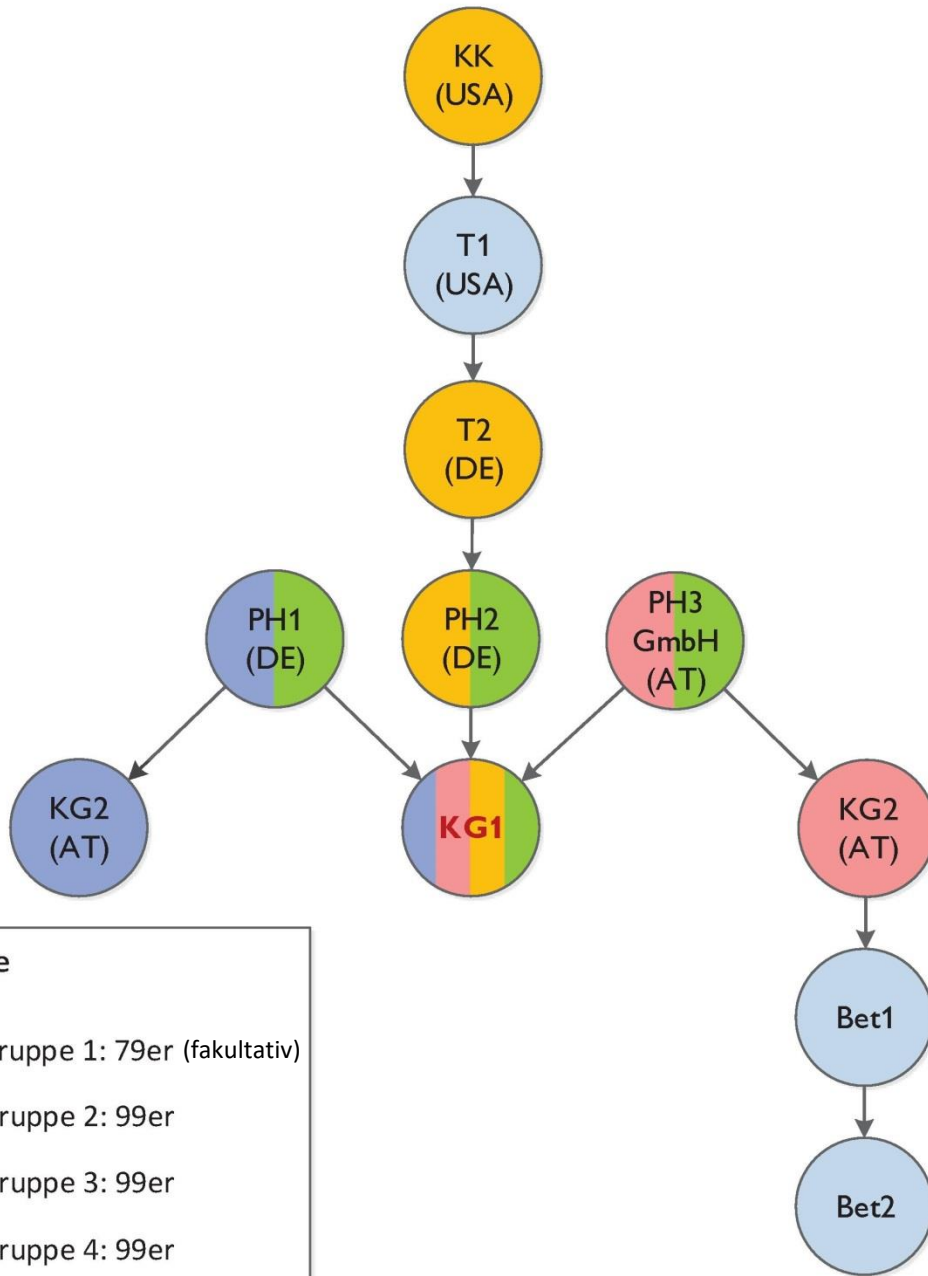 KK
(USA)
T1
(USA)
T2
(DE)
PH1
(DE)
PH2
(DE)
PH3
GmbH
(AT)
KG2
(AT)
KG1
KG2
(AT)
Bet1
Bet2
e
ruppe 1: 79er (fakultativ)
ruppe 2: 99er
ruppe 3: 99er
ruppe 4: 99er